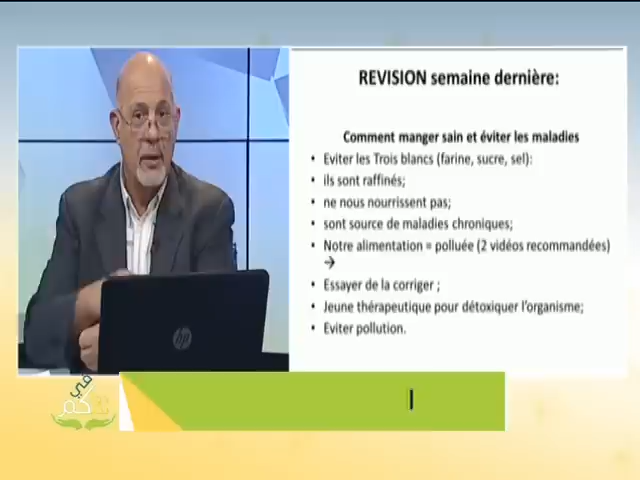 REVISION semaine dernière:
Comment manger sain et éviter les maladies
• Eviter les Trois blancs (farine, sucre, sel):
• ils sont raffinés;
• ne nous nourrissent pas;
• sont source de maladies chroniques;
• Notre alimentation = polluée (2 vidéos recommandées)
→
• Essayer de la corriger ;
• Jeune thérapeutique pour détoxiquer l'organisme;
• Eviter pollution.
hp
في